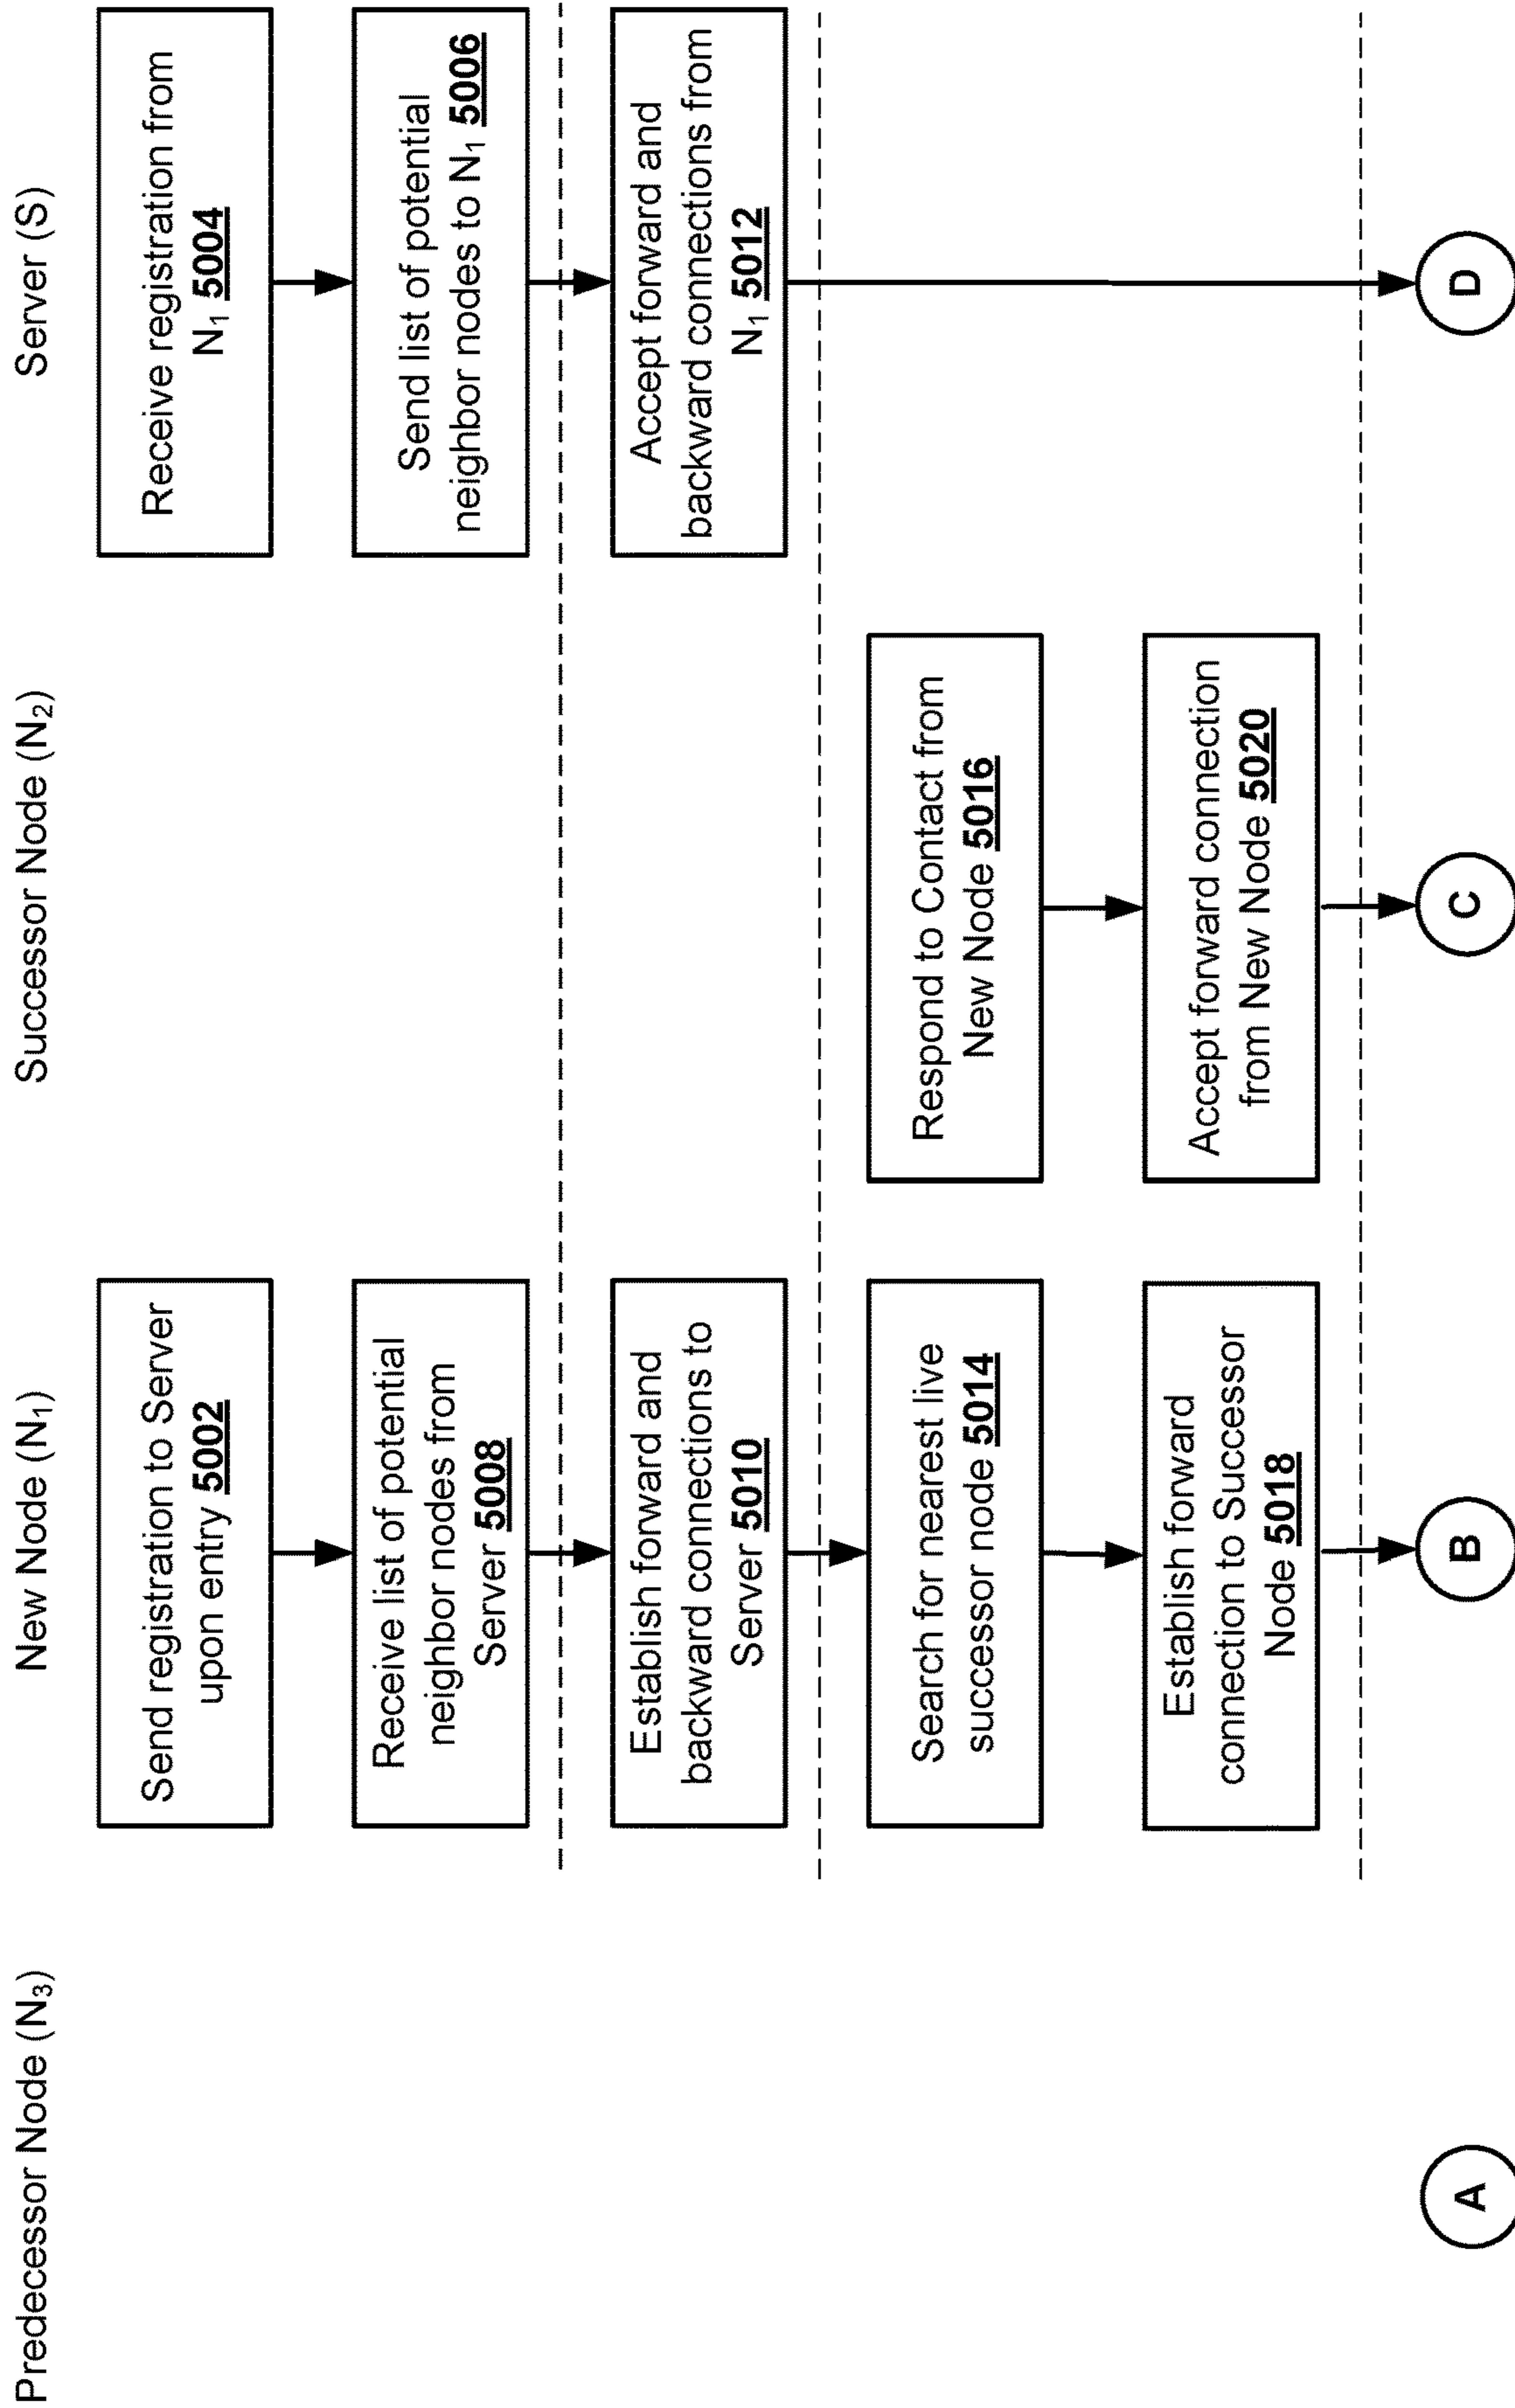 Predecessor Node (N₃)
New Node (N₁)
Successor Node (N₂)
Server (S)
Send registration to Server
upon entry 5002
Receive registration from
N₁ 5004
Receive list of potential
neighbor nodes from
Server 5008
Send list of potential
neighbor nodes to N₁ 5006
Establish forward and
backward connections to
Server 5010
Accept forward and
backward connections from
N₁ 5012
Search for nearest live
successor node 5014
Respond to Contact from
New Node 5016
Establish forward
connection to Successor
Node 5018
Accept forward connection
from New Node 5020
A
B
C
D